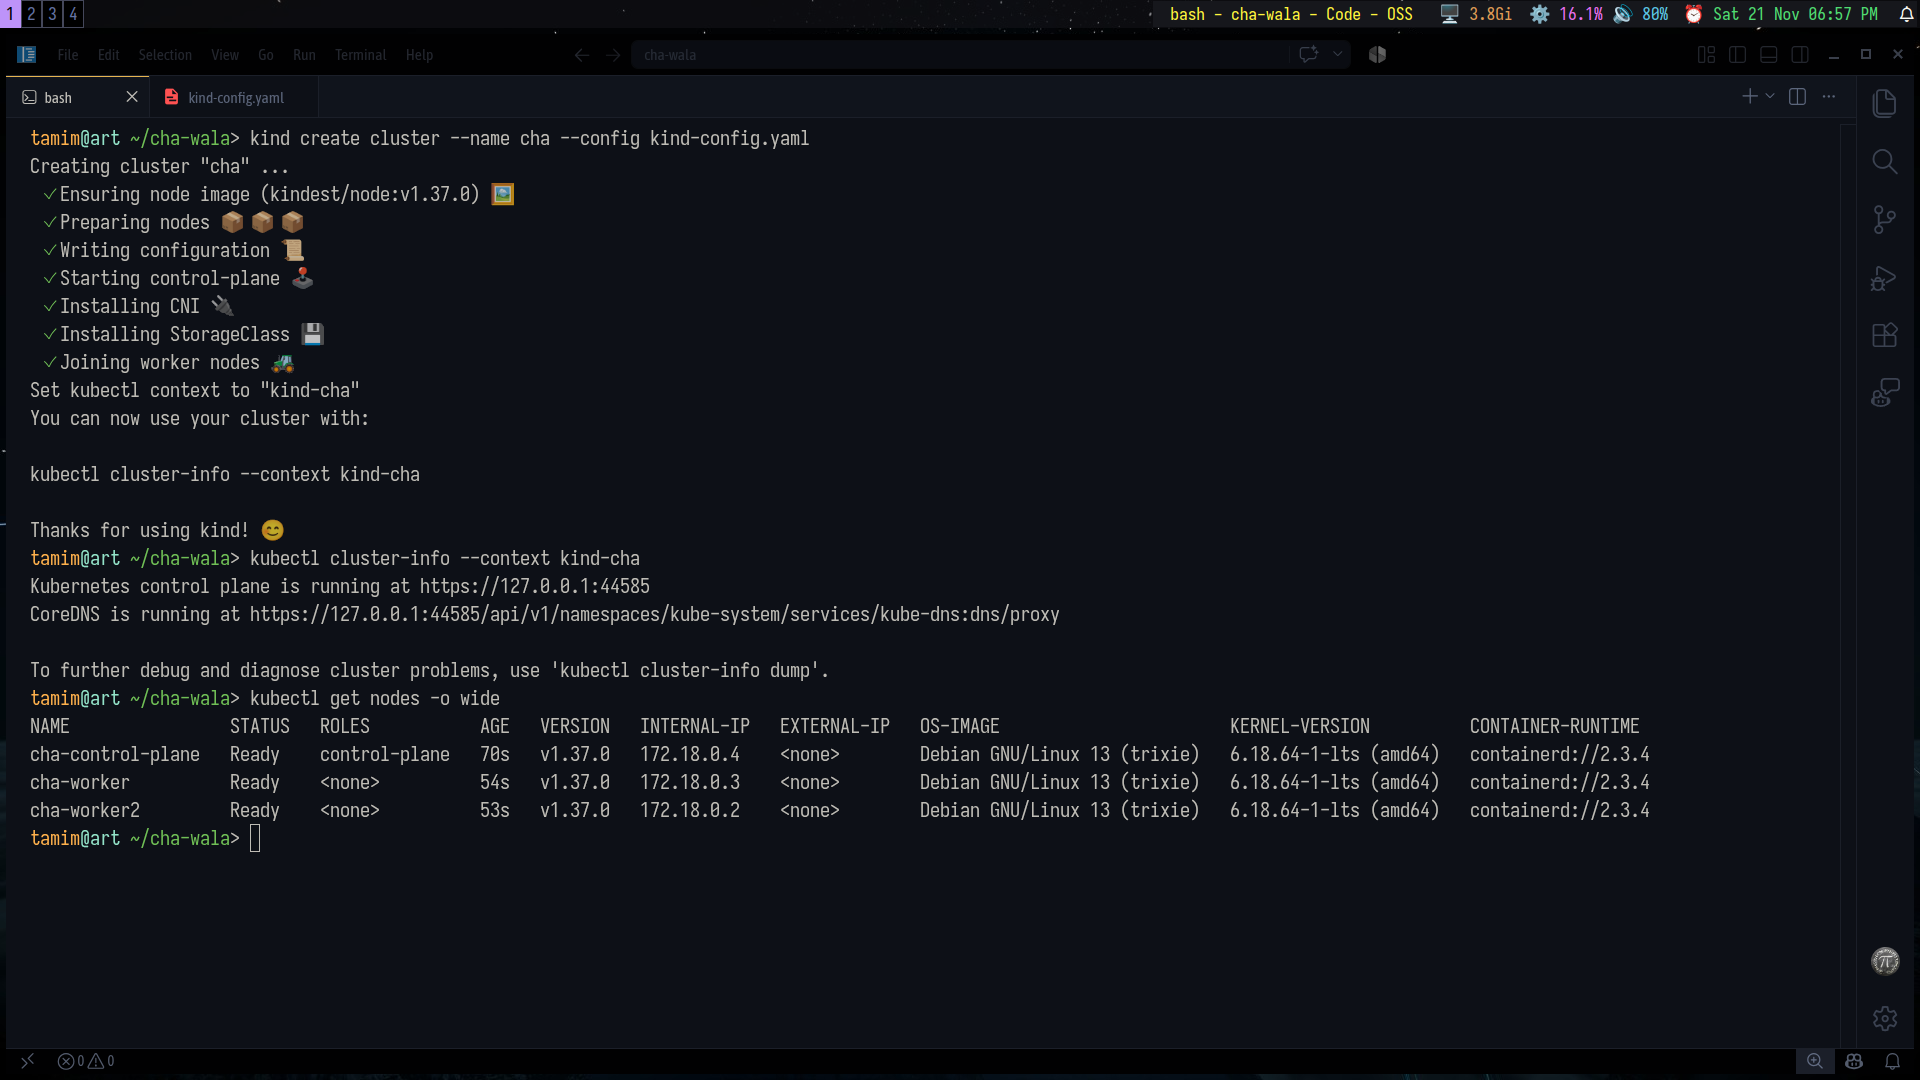 1 2 3 4 bash - cha-wala - Code - OSS 3.8Gi 16.1% 80% Sat 21 Nov 06:57 PM
File Edit Selection View Go Run Terminal Help cha-wala
bash kind-config.yaml
tamim@art ~/cha-wala> kind create cluster --name cha --config kind-config.yaml
Creating cluster "cha" ...
✓ Ensuring node image (kindest/node:v1.37.0) 🖼️
✓ Preparing nodes 📦 📦 📦
✓ Writing configuration 📜
✓ Starting control-plane 🕹️
✓ Installing CNI 🔌
✓ Installing StorageClass 💾
✓ Joining worker nodes 🚜
Set kubectl context to "kind-cha"
You can now use your cluster with:
kubectl cluster-info --context kind-cha
Thanks for using kind! 😊
tamim@art ~/cha-wala> kubectl cluster-info --context kind-cha
Kubernetes control plane is running at https://127.0.0.1:44585
CoreDNS is running at https://127.0.0.1:44585/api/v1/namespaces/kube-system/services/kube-dns:dns/proxy
To further debug and diagnose cluster problems, use 'kubectl cluster-info dump'.
tamim@art ~/cha-wala> kubectl get nodes -o wide
NAME STATUS ROLES AGE VERSION INTERNAL-IP EXTERNAL-IP OS-IMAGE KERNEL-VERSION CONTAINER-RUNTIME
cha-control-plane Ready control-plane 70s v1.37.0 172.18.0.4 <none> Debian GNU/Linux 13 (trixie) 6.18.64-1-lts (amd64) containerd://2.3.4
cha-worker Ready <none> 54s v1.37.0 172.18.0.3 <none> Debian GNU/Linux 13 (trixie) 6.18.64-1-lts (amd64) containerd://2.3.4
cha-worker2 Ready <none> 53s v1.37.0 172.18.0.2 <none> Debian GNU/Linux 13 (trixie) 6.18.64-1-lts (amd64) containerd://2.3.4
tamim@art ~/cha-wala>
0 0